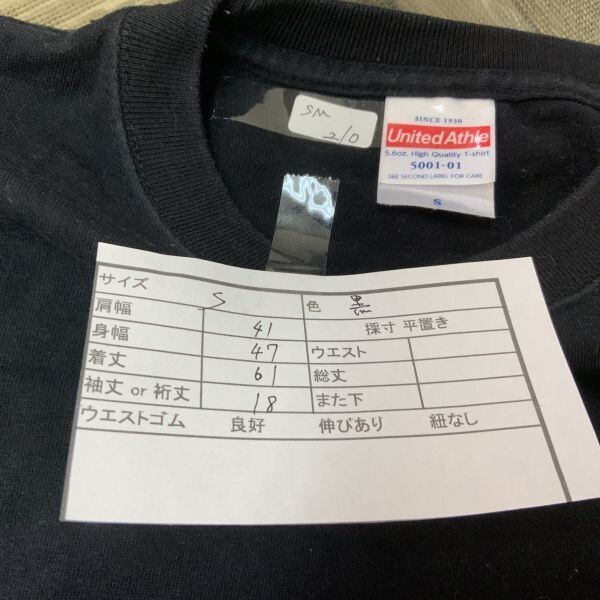 SM
210
SINCE 1930
United Athle
5.6oz. High Quality T-shirt
5001-01
SEE SECOND LABEL FOR CARE
S
サイズ S 色 黒
肩幅 41 採寸 平置き
身幅 47 ウエスト
着丈 61 総丈
袖丈 or 裄丈 18 また下
ウエストゴム 良好 伸びあり 紐なし